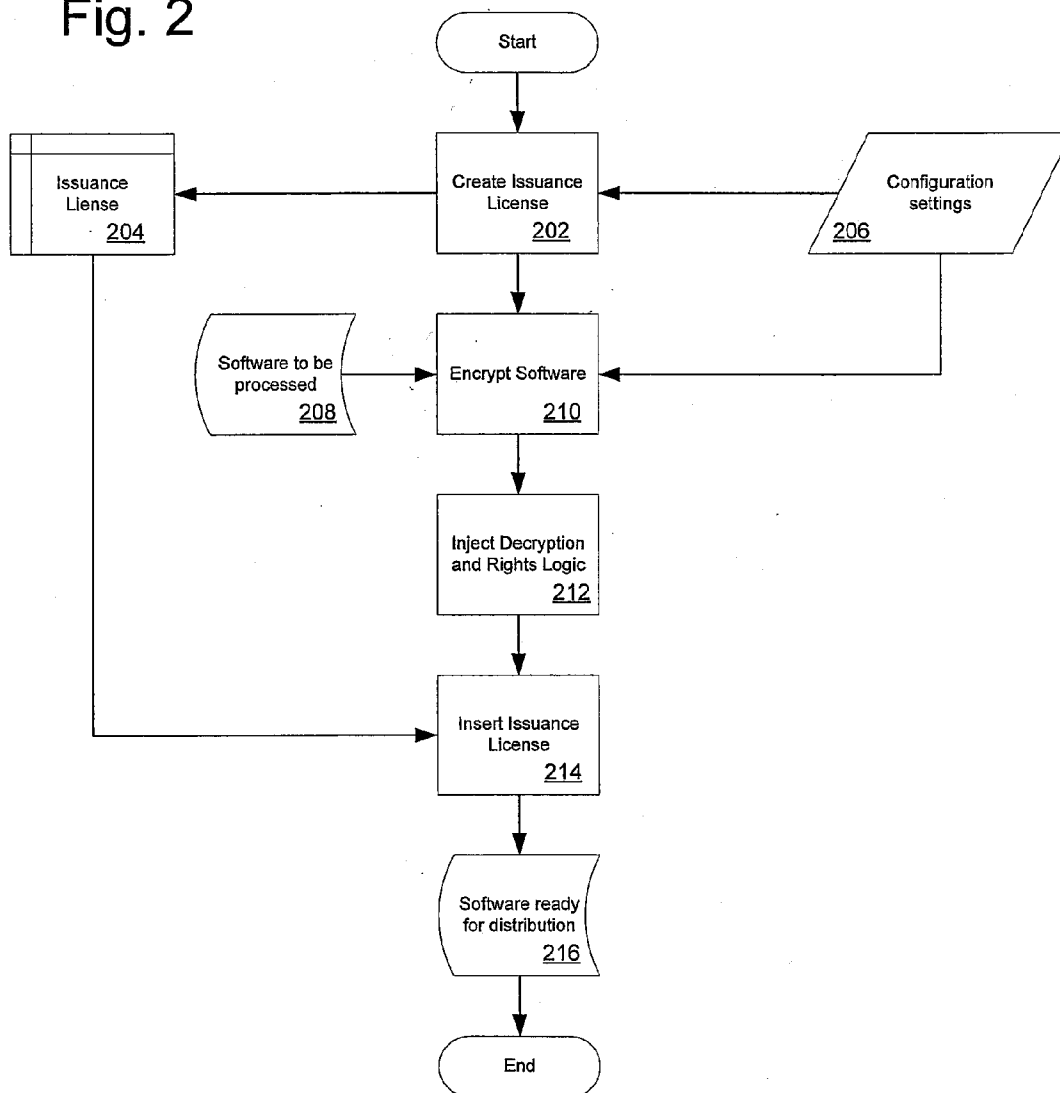 Fig. 2
Start
Issuance
Liense
204
Create Issuance
License
202
Configuration
settings
206
Software to be
processed
208
Encrypt Software
210
Inject Decryption
and Rights Logic
212
Insert Issuance
License
214
Software ready
for distribution
216
End